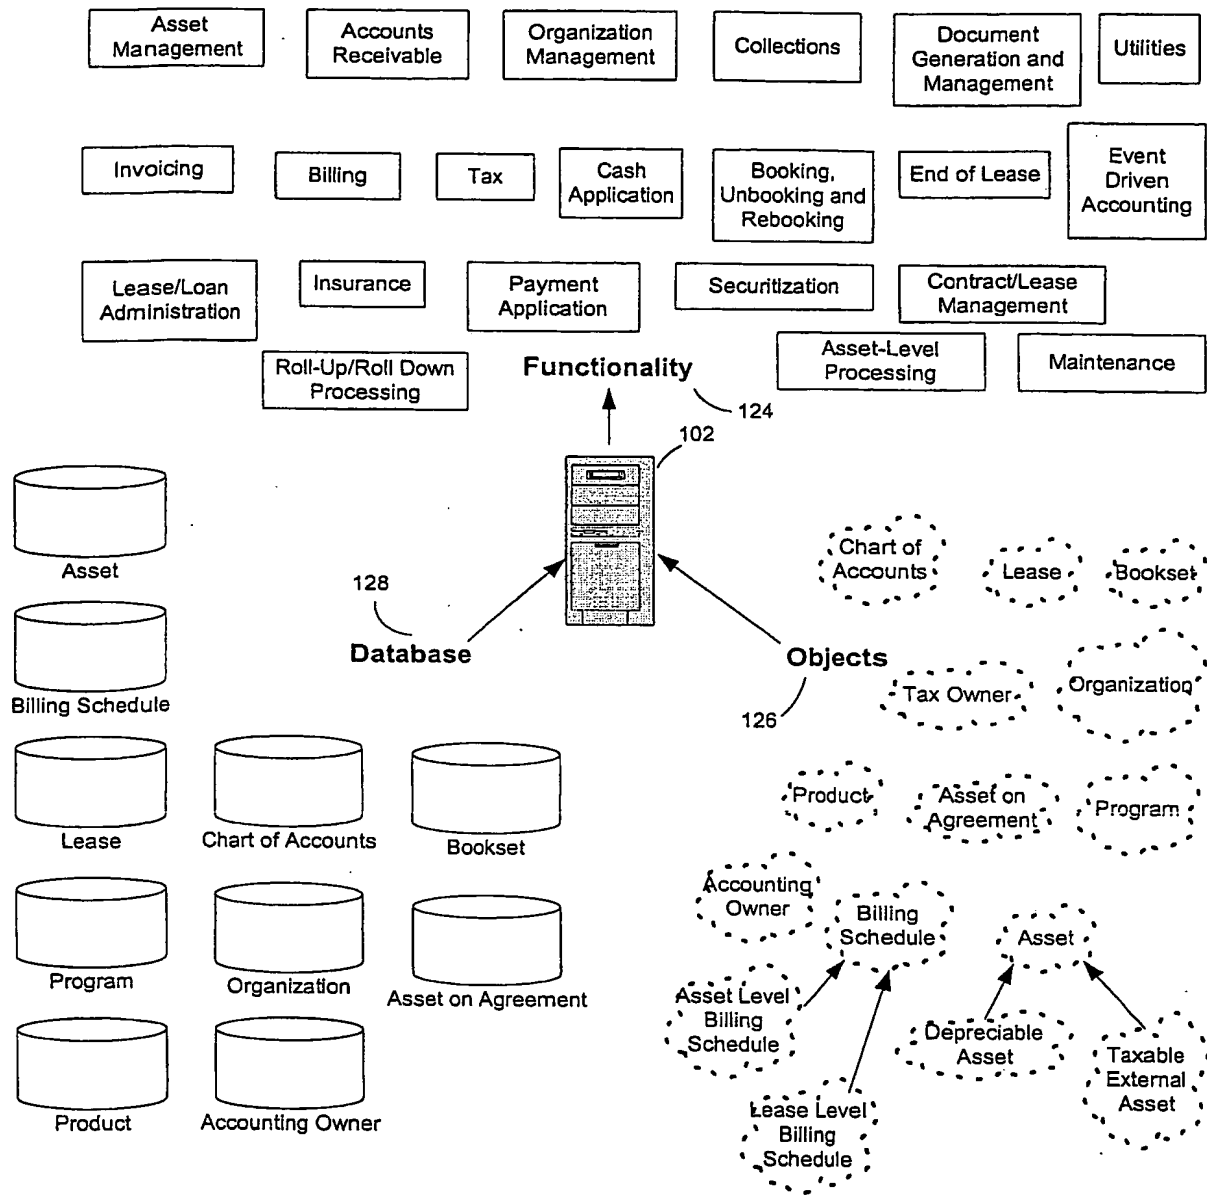 Asset
Management
Accounts
Receivable
Organization
Management
Collections
Document
Generation and
Management
Utilities
Invoicing
Billing
Tax
Cash
Application
Booking,
Unbooking and
Rebooking
End of Lease
Event
Driven
Accounting
Lease/Loan
Administration
Insurance
Payment
Application
Securitization
Contract/Lease
Management
Roll-Up/Roll Down
Processing
Functionality
Asset-Level
Processing
Maintenance
124
102
Asset
128
Database
Billing Schedule
Lease
Chart of Accounts
Bookset
Program
Organization
Asset on Agreement
Product
Accounting Owner
Chart of
Accounts
Lease
Bookset
Objects
126
Tax Owner
Organization
Product
Asset on
Agreement
Program
Accounting
Owner
Billing
Schedule
Asset
Asset Level
Billing
Schedule
Depreciable
Asset
Taxable
External
Asset
Lease Level
Billing
Schedule